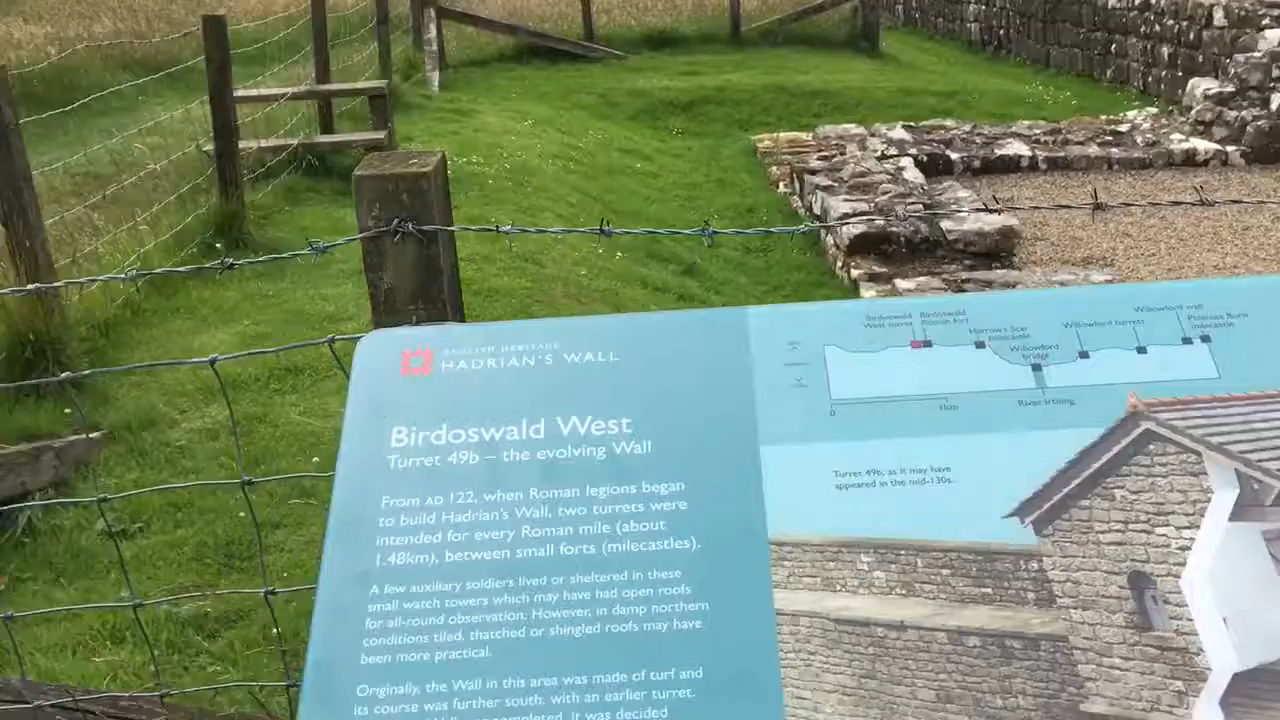 ENGLISH HERITAGE
HADRIAN'S WALL
Birdoswald West
Turret 49b – the evolving Wall
From AD 122, when Roman legions began
to build Hadrian's Wall, two turrets were
intended for every Roman mile (about
1.48km), between small forts (milecastles).
A few auxiliary soldiers lived or sheltered in these
small watch towers which may have had open roofs
for all-round observation. However, in damp northern
conditions tiled, thatched or shingled roofs may have
been more practical.
Originally, the Wall in this area was made of turf and
its course was further south, with an earlier turret.
it was decided
Birdoswald
West turret
Birdoswald
Roman fort
Harrow's Scar
milecastle
Willowford
bridge
Willowford turrets
Willowford wall
Poltross Burn
milecastle
0
1km
River Irthing
Turret 49b, as it may have
appeared in the mid-130s.